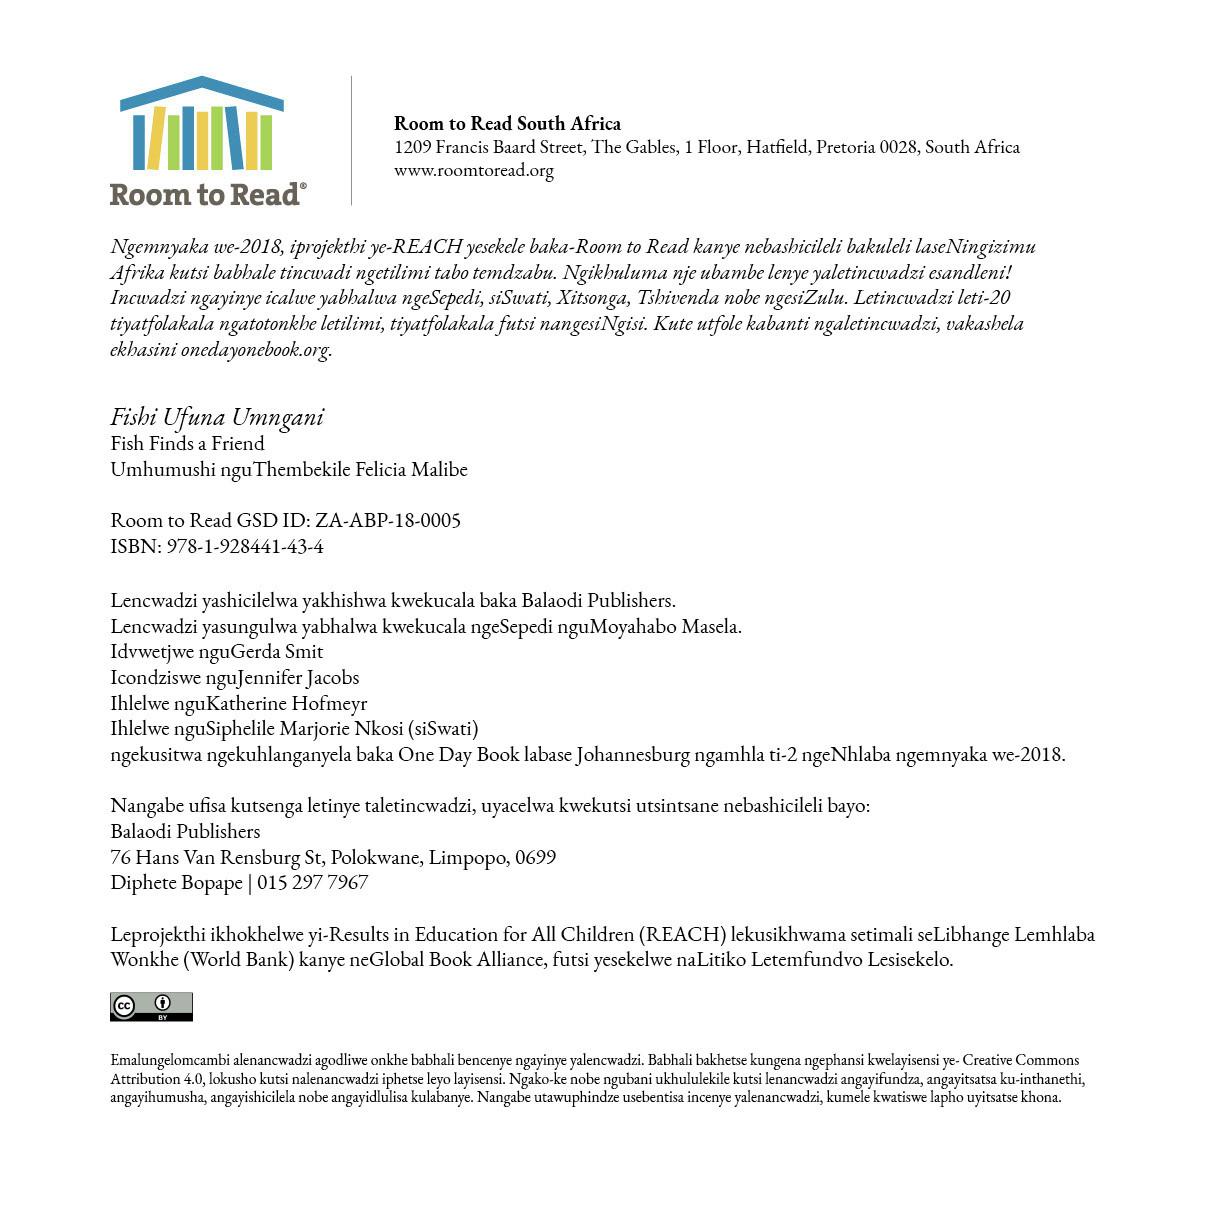 Room to Read®
Room to Read South Africa
1209 Francis Baard Street, The Gables, 1 Floor, Hatfield, Pretoria 0028, South Africa
www.roomtoread.org
Ngemnyaka we-2018, iprojekthi ye-REACH yesekele baka-Room to Read kanye nebashicileli bakuleli laseNingizimu
Afrika kutsi babhale tincwadi ngetilimi tabo temdzabu. Ngikhuluma nje ubambe lenye yaletincwadzi esandleni!
Incwadzi ngayinye icalwe yabhalwa ngeSepedi, siSwati, Xitsonga, Tshivenda nobe ngesiZulu. Letincwadzi leti-20
tiyatfolakala ngatotonkhe letilimi, tiyatfolakala futsi nangesiNgisi. Kute utfole kabanti ngaletincwadzi, vakashela
ekhasini onedayonebook.org.
Fishi Ufuna Umngani
Fish Finds a Friend
Umhumushi nguThembekile Felicia Malibe
Room to Read GSD ID: ZA-ABP-18-0005
ISBN: 978-1-928441-43-4
Lencwadzi yashicilelwa yakhishwa kwekucala baka Balaodi Publishers.
Lencwadzi yasungulwa yabhalwa kwekucala ngeSepedi nguMoyahabo Masela.
Idvwetjwe nguGerda Smit
Icondziswe nguJennifer Jacobs
Ihlelwe nguKatherine Hofmeyr
Ihlelwe nguSiphelile Marjorie Nkosi (siSwati)
ngekusitwa ngekuhlanganyela baka One Day Book labase Johannesburg ngamhla ti-2 ngeNhlaba ngemnyaka we-2018.
Nangabe ufisa kutsenga letinye taletincwadzi, uyacelwa kwekutsi utsintsane nebashicileli bayo:
Balaodi Publishers
76 Hans Van Rensburg St, Polokwane, Limpopo, 0699
Diphete Bopape | 015 297 7967
Leprojekthi ikhokhelwe yi-Results in Education for All Children (REACH) lekusikhwama setimali seLibhange Lemhlaba
Wonkhe (World Bank) kanye neGlobal Book Alliance, futsi yesekelwe naLitiko Letemfundvo Lesisekelo.
cc BY
Emalungelomcambi alenancwadzi agodliwe onkhe babhali bencenye ngayinye yalencwadzi. Babhali bakhetse kungena ngephansi kwelayisensi ye- Creative Commons
Attribution 4.0, lokusho kutsi nalenancwadzi iphetse leyo layisensi. Ngako-ke nobe ngubani ukhululekile kutsi lenancwadzi angayifundza, angayitsatsa ku-inthanethi,
angayihumusha, angayishicilela nobe angayidlulisa kulabanye. Nangabe utawuphindze usebentisa incenye yalenancwadzi, kumele kwatiswe lapho uyitsatse khona.